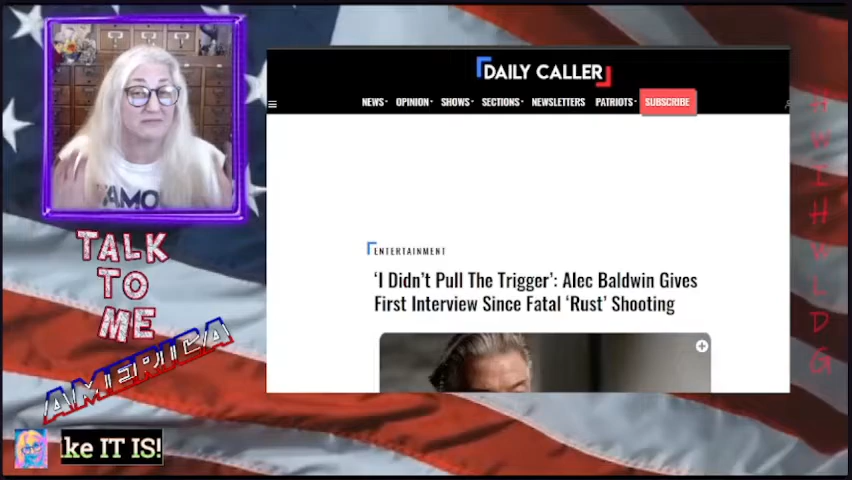 DAILY CALLER
NEWS OPINION SHOWS SECTIONS NEWSLETTERS PATRIOTS SUBSCRIBE
ENTERTAINMENT
‘I Didn’t Pull The Trigger’: Alec Baldwin Gives
First Interview Since Fatal ‘Rust’ Shooting
TALK
TO
ME
AMERICA
ke IT IS!